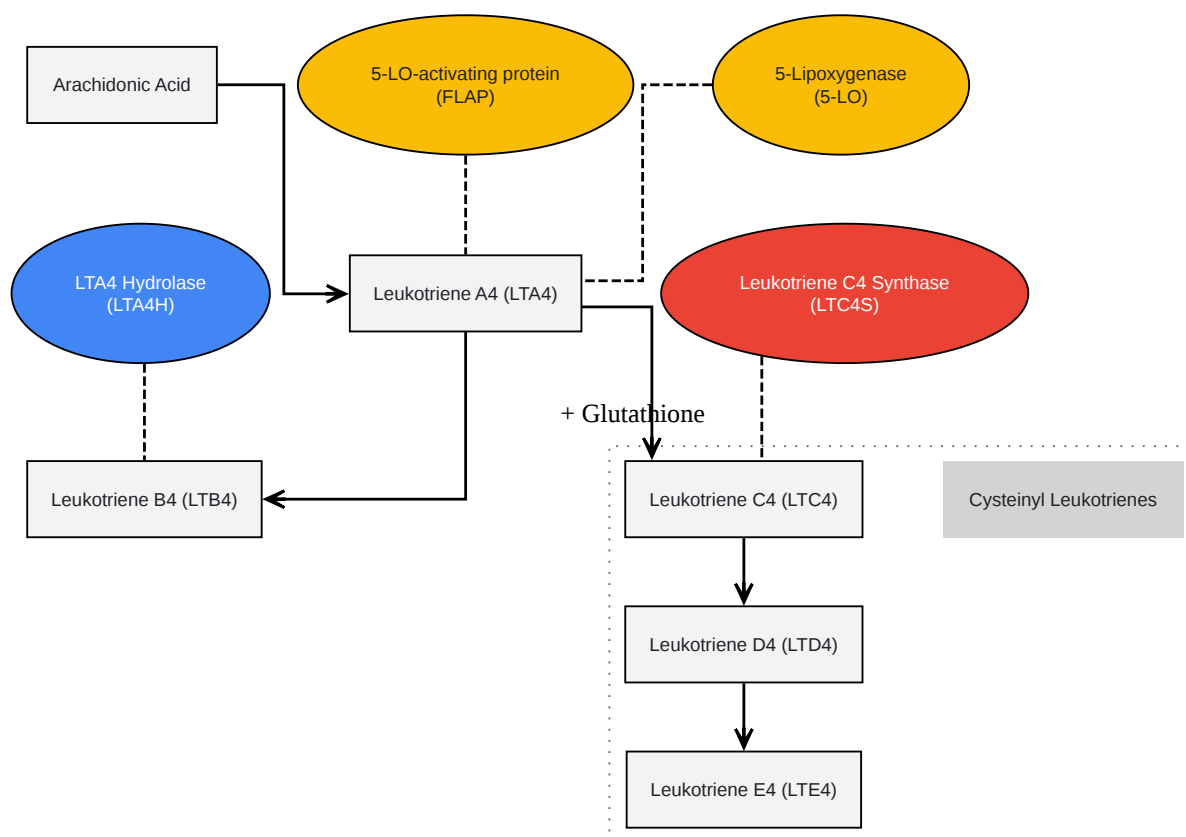 Arachidonic Acid
5-LO-activating protein
(FLAP)
5-Lipoxygenase
(5-LO)
LTA4 Hydrolase
(LTA4H)
Leukotriene A4 (LTA4)
Leukotriene C4 Synthase
(LTC4S)
+ Glutathione
Leukotriene B4 (LTB4)
Leukotriene C4 (LTC4)
Cysteinyl Leukotrienes
Leukotriene D4 (LTD4)
Leukotriene E4 (LTE4)